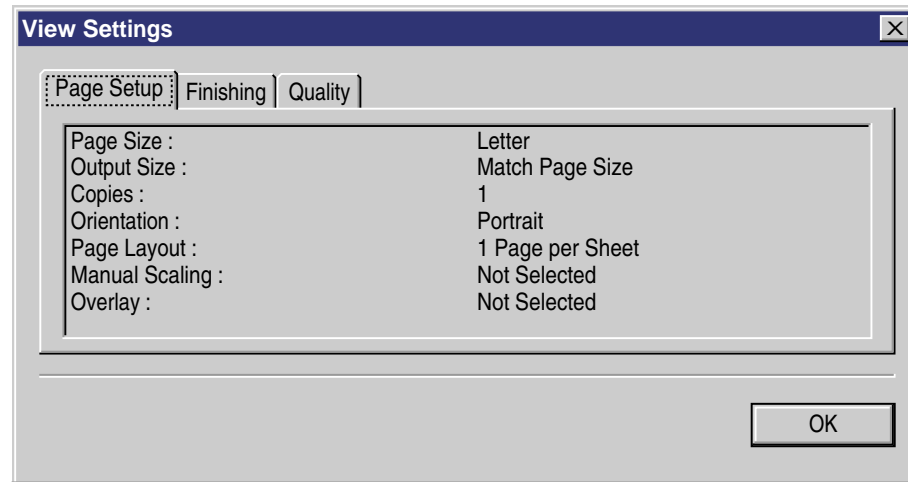 View Settings
Page Setup Finishing Quality
Page Size : Letter
Output Size : Match Page Size
Copies : 1
Orientation : Portrait
Page Layout : 1 Page per Sheet
Manual Scaling : Not Selected
Overlay : Not Selected
OK